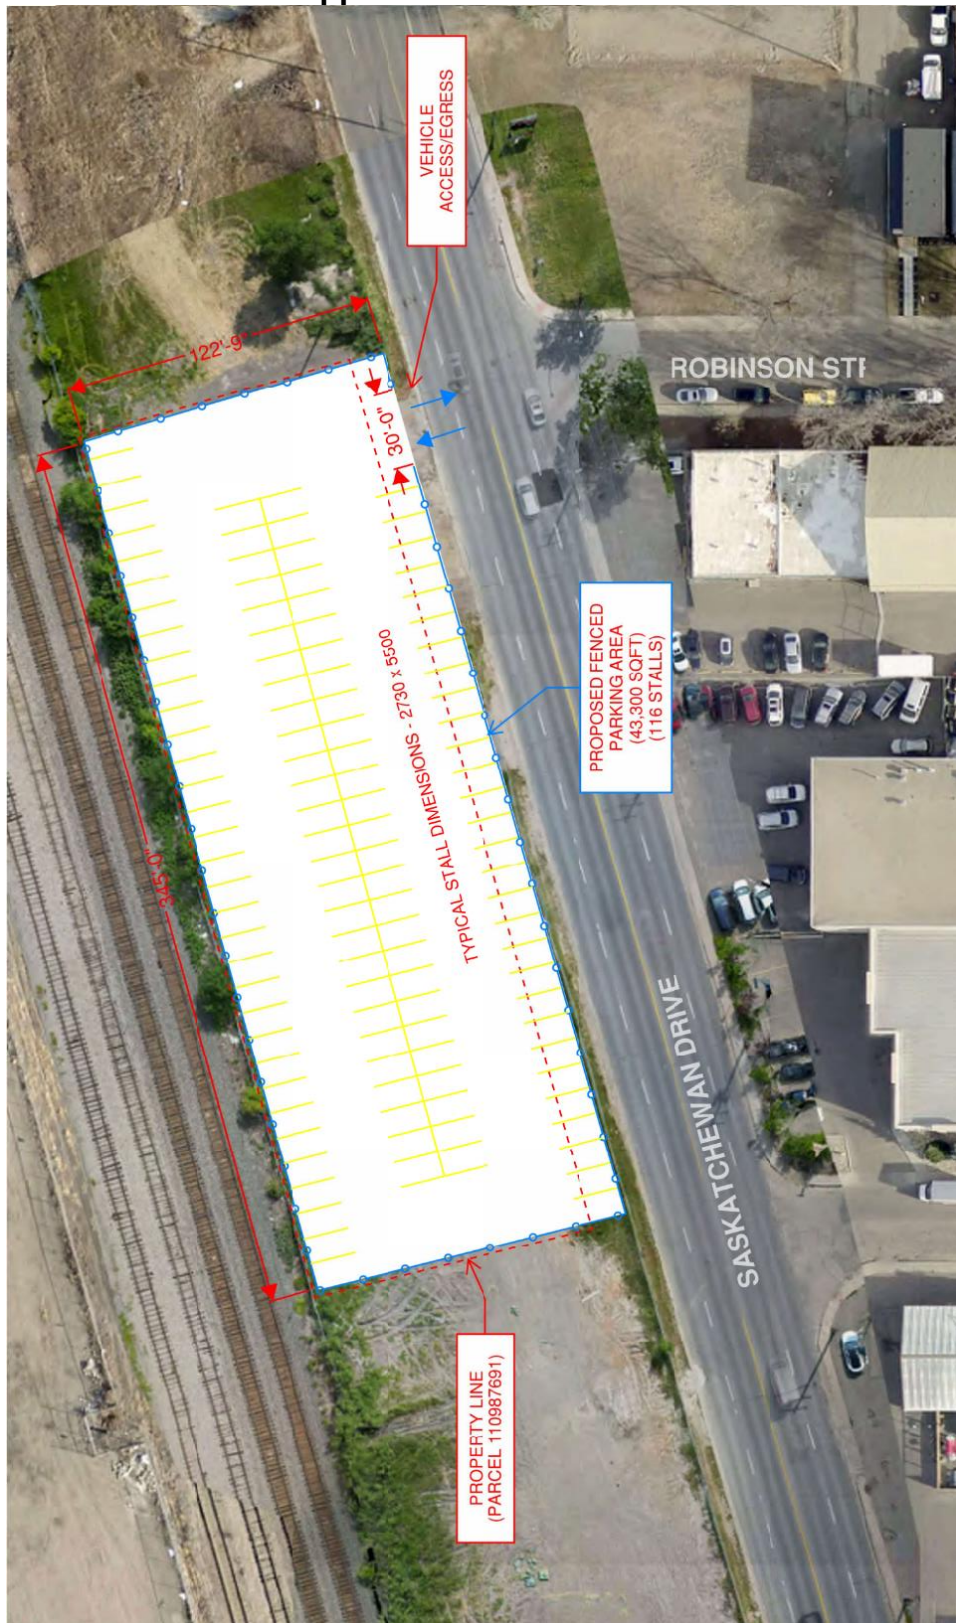 VEHICLE
ACCESS/EGRESS
122'-9"
30'-0"
ROBINSON
345'-0"
TYPICAL STALL DIMENSIONS - 2730 x 5500
PROPOSED FENCED
PARKING AREA
(43,300 SQFT)
(116 STALLS)
SASKATCHEWAN DRIVE
PROPERTY LINE
(PARCEL 110987691)